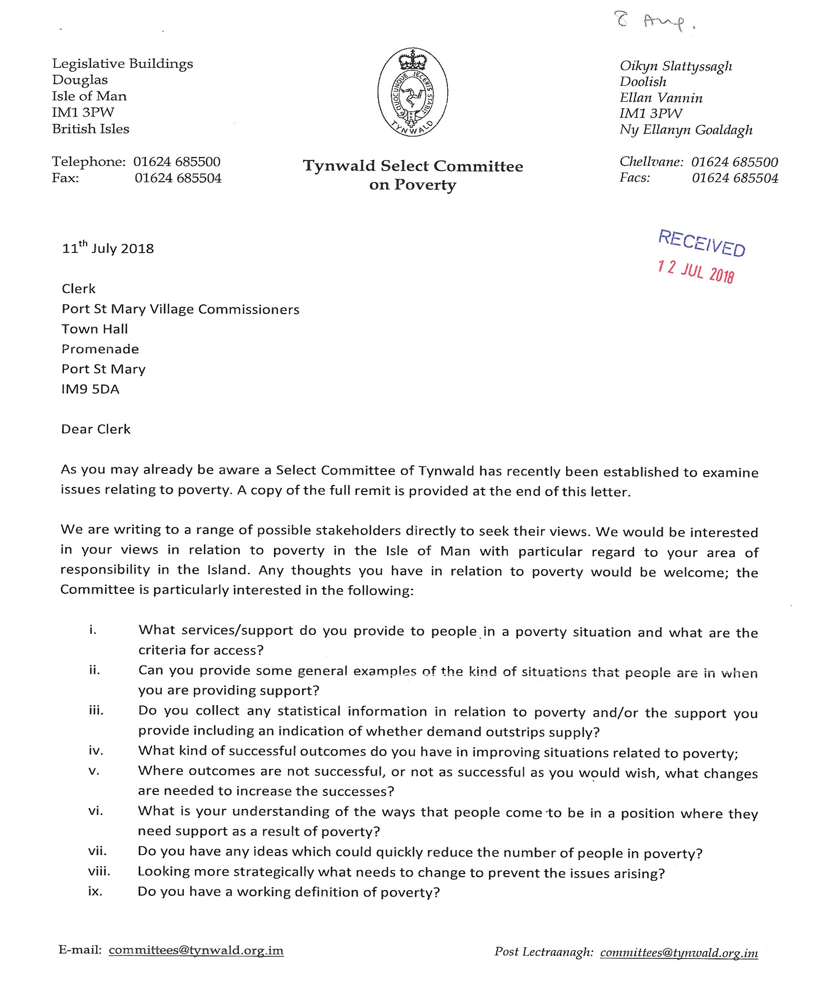 8 Aug.
Legislative Buildings
Douglas
Isle of Man
IM1 3PW
British Isles
Telephone: 01624 685500
Fax: 01624 685504
QUOCUNQUE JECERIS STABIT
TYNWALD
Tynwald Select Committee
on Poverty
Oikyn Slattyssagh
Doolish
Ellan Vannin
IM1 3PW
Ny Ellanyn Goaldagh
Chellvane: 01624 685500
Facs: 01624 685504
11th July 2018
RECEIVED
12 JUL 2018
Clerk
Port St Mary Village Commissioners
Town Hall
Promenade
Port St Mary
IM9 5DA
Dear Clerk
As you may already be aware a Select Committee of Tynwald has recently been established to examine
issues relating to poverty. A copy of the full remit is provided at the end of this letter.
We are writing to a range of possible stakeholders directly to seek their views. We would be interested
in your views in relation to poverty in the Isle of Man with particular regard to your area of
responsibility in the Island. Any thoughts you have in relation to poverty would be welcome; the
Committee is particularly interested in the following:
i. What services/support do you provide to people in a poverty situation and what are the
criteria for access?
ii. Can you provide some general examples of the kind of situations that people are in when
you are providing support?
iii. Do you collect any statistical information in relation to poverty and/or the support you
provide including an indication of whether demand outstrips supply?
iv. What kind of successful outcomes do you have in improving situations related to poverty;
v. Where outcomes are not successful, or not as successful as you would wish, what changes
are needed to increase the successes?
vi. What is your understanding of the ways that people come to be in a position where they
need support as a result of poverty?
vii. Do you have any ideas which could quickly reduce the number of people in poverty?
viii. Looking more strategically what needs to change to prevent the issues arising?
ix. Do you have a working definition of poverty?
E-mail: committees@tynwald.org.im
Post Lectraanagh: committees@tynwald.org.im